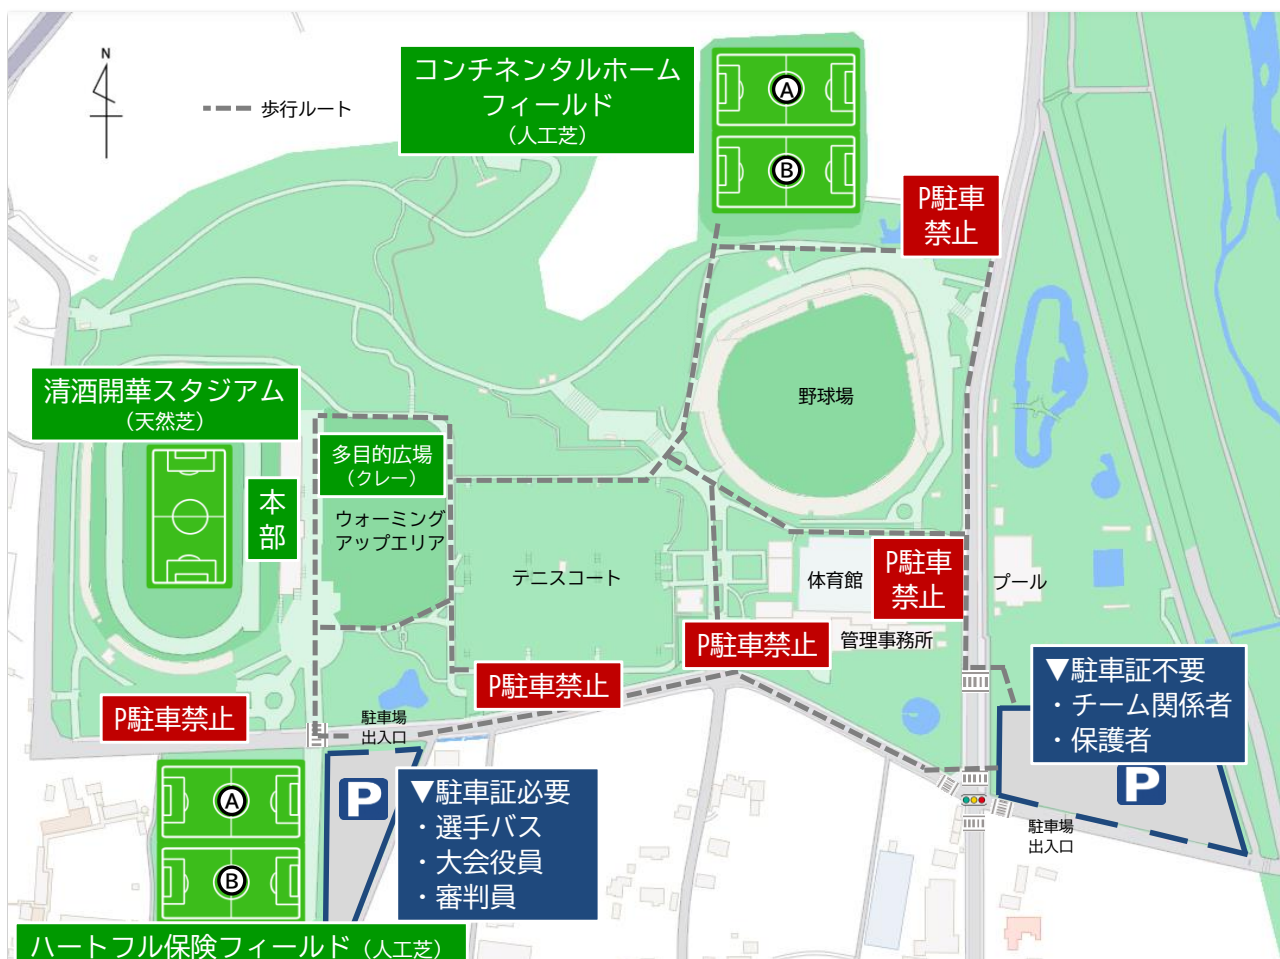 N
歩行ルート
コンチネンタルホーム
フィールド
（人工芝）
A
B
P駐車
禁止
清酒開華スタジアム
（天然芝）
本
部
多目的広場
（クレー）
ウォーミング
アップエリア
野球場
テニスコート
体育館
P駐車
禁止
プール
管理事務所
P駐車禁止
P駐車禁止
P駐車禁止
駐車場
出入口
▼駐車証不要
・チーム関係者
・保護者
P
駐車場
出入口
P
▼駐車証必要
・選手バス
・大会役員
・審判員
A
B
ハートフル保険フィールド（人工芝）